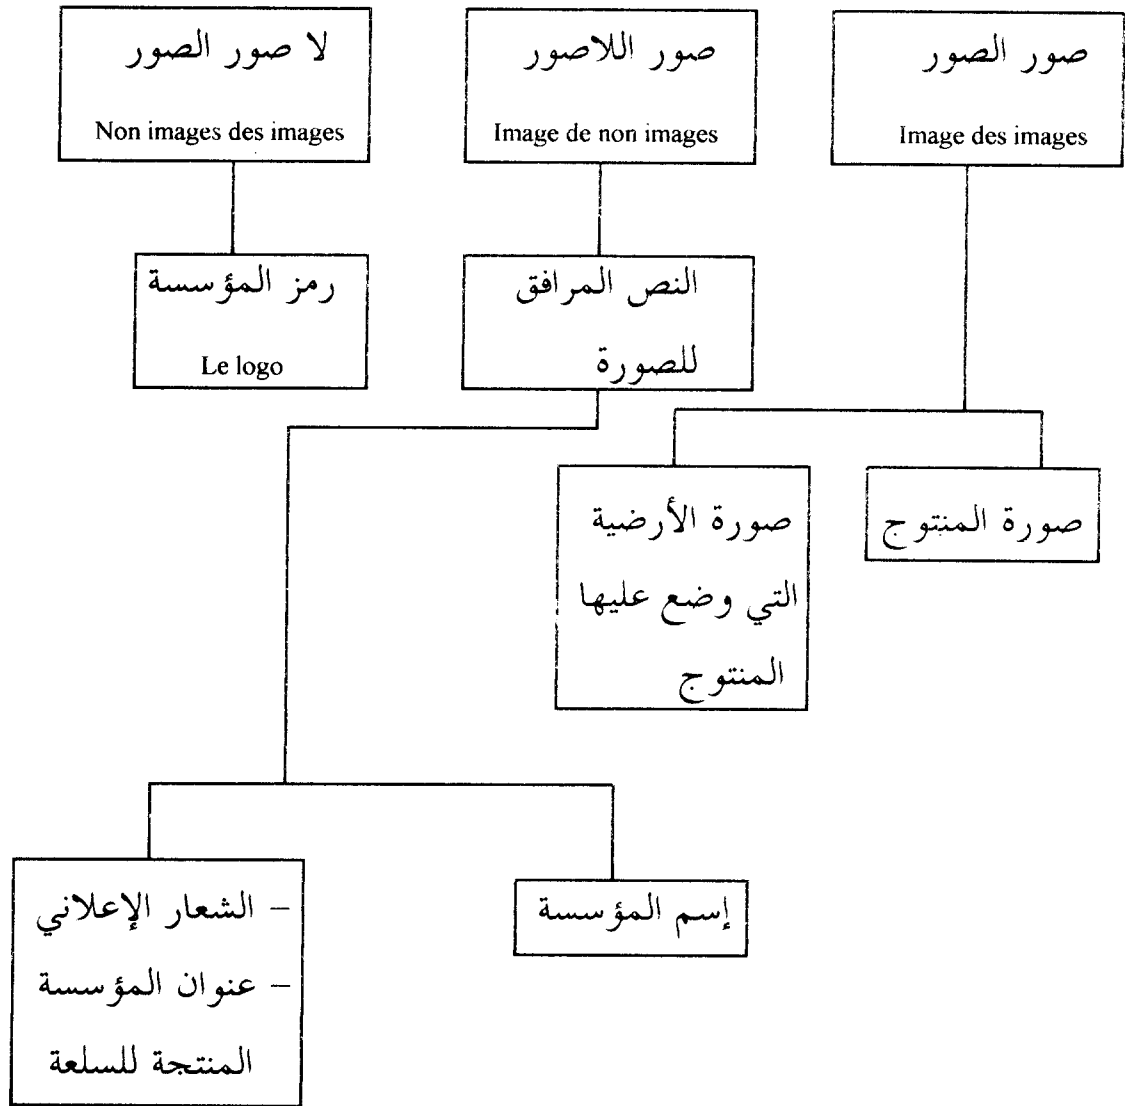 صور الصور
Image des images
صور اللاصور
Image de non images
لا صور الصور
Non images des images
النص المرافق
للصورة
رمز المؤسسة
Le logo
صورة المنتوج
صورة الأرضية
التي وضع عليها
المنتوج
إسم المؤسسة
– الشعار الإعلاني
– عنوان المؤسسة
المنتجة للسلعة